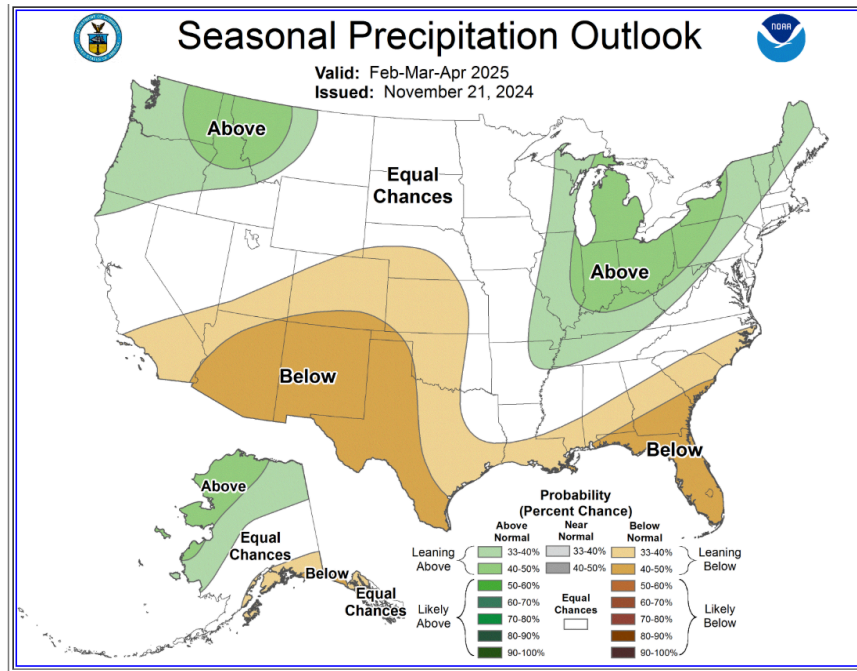 Seasonal Precipitation Outlook
NOAA
Valid: Feb-Mar-Apr 2025
Issued: November 21, 2024
Above
Equal
Chances
Above
Below
Below
Above
Equal
Chances
Below
Equal
Chances
Probability
(Percent Chance)
Above
Normal
Near
Normal
Below
Normal
Leaning
Above
33-40%
33-40%
33-40%
Leaning
Below
40-50%
40-50%
40-50%
Likely
Above
50-60%
60-70%
70-80%
80-90%
90-100%
Equal
Chances
50-60%
60-70%
70-80%
80-90%
90-100%
Likely
Below